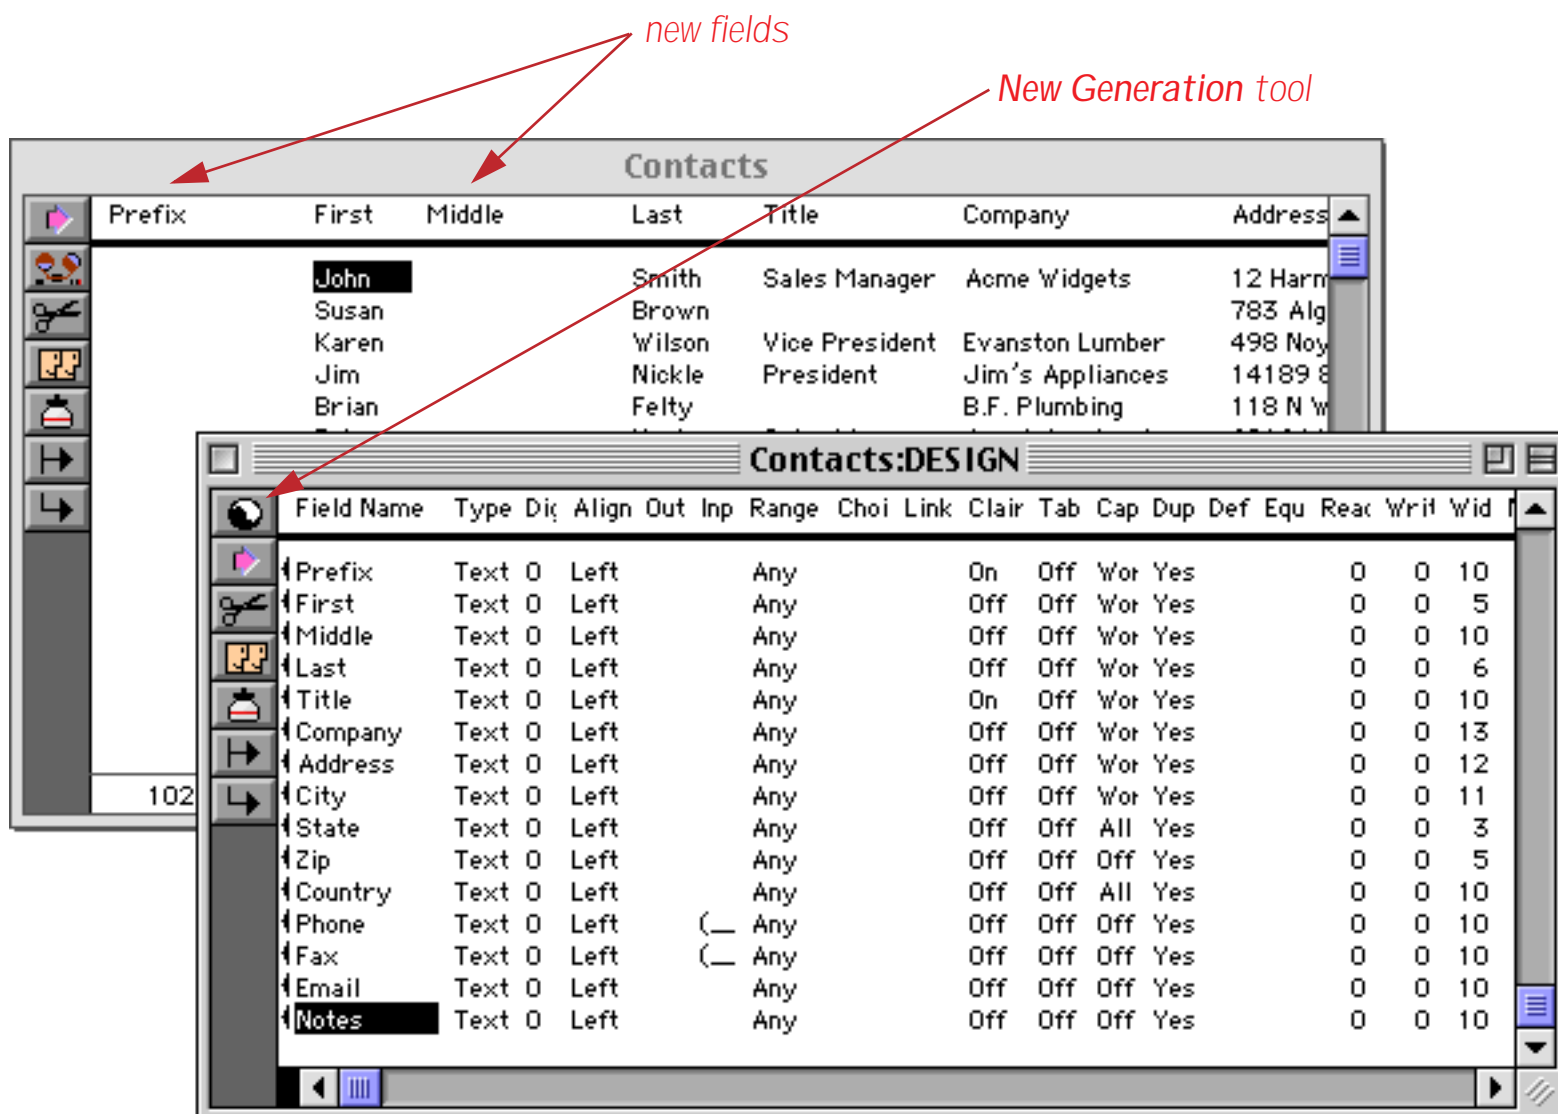 new fields
New Generation tool
Contacts
Prefix First Middle Last Title Company Address
John Smith Sales Manager Acme Widgets 12 Harm
Susan Brown 783 Alg
Karen Wilson Vice President Evanston Lumber 498 Noy
Jim Nickle President Jim's Appliances 14189 8
Brian Felty B.F. Plumbing 118 N W
102
Contacts:DESIGN
Field Name Type Dig Align Out Inp Range Choi Link Clair Tab Cap Dup Def Equ Read Writ Wid
Prefix Text 0 Left Any On Off Wor Yes 0 0 10
First Text 0 Left Any Off Off Wor Yes 0 0 5
Middle Text 0 Left Any Off Off Wor Yes 0 0 10
Last Text 0 Left Any Off Off Wor Yes 0 0 6
Title Text 0 Left Any On Off Wor Yes 0 0 10
Company Text 0 Left Any Off Off Wor Yes 0 0 13
Address Text 0 Left Any Off Off Wor Yes 0 0 12
City Text 0 Left Any Off Off Wor Yes 0 0 11
State Text 0 Left Any Off Off All Yes 0 0 3
Zip Text 0 Left Any Off Off Off Yes 0 0 5
Country Text 0 Left Any Off Off All Yes 0 0 10
Phone Text 0 Left (_ Any Off Off Off Yes 0 0 10
Fax Text 0 Left (_ Any Off Off Off Yes 0 0 10
Email Text 0 Left Any Off Off Off Yes 0 0 10
Notes Text 0 Left Any Off Off Off Yes 0 0 10